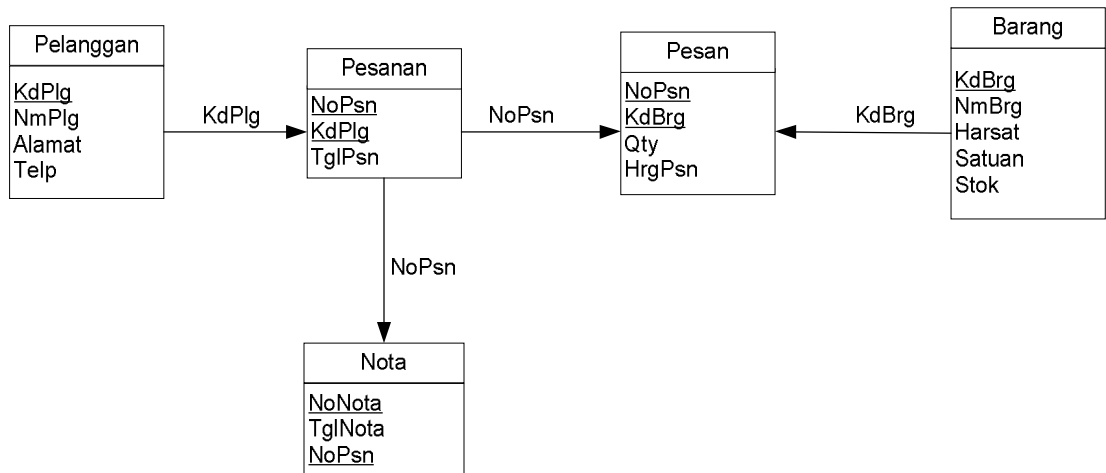 Pelanggan
KdPlg
NmPlg
Alamat
Telp
KdPlg
Pesanan
NoPsn
KdPlg
TglPsn
NoPsn
Pesan
NoPsn
KdBrg
Qty
HrgPsn
KdBrg
Barang
KdBrg
NmBrg
Harsat
Satuan
Stok
NoPsn
Nota
NoNota
TglNota
NoPsn